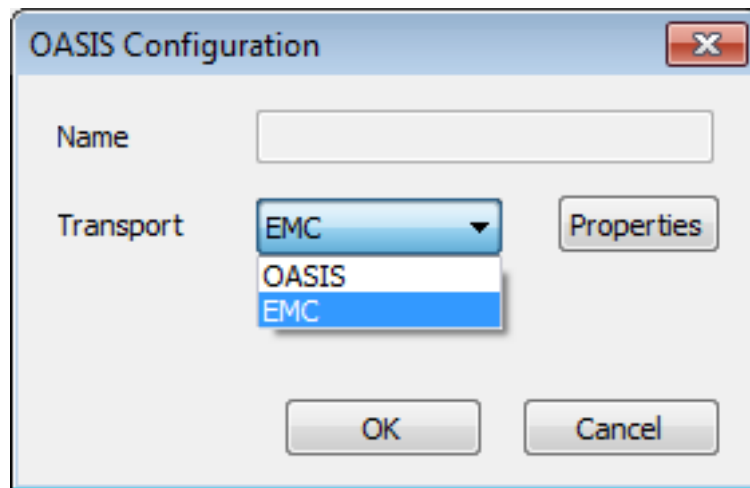 OASIS Configuration
Name
Transport EMC Properties
OASIS
EMC
OK Cancel